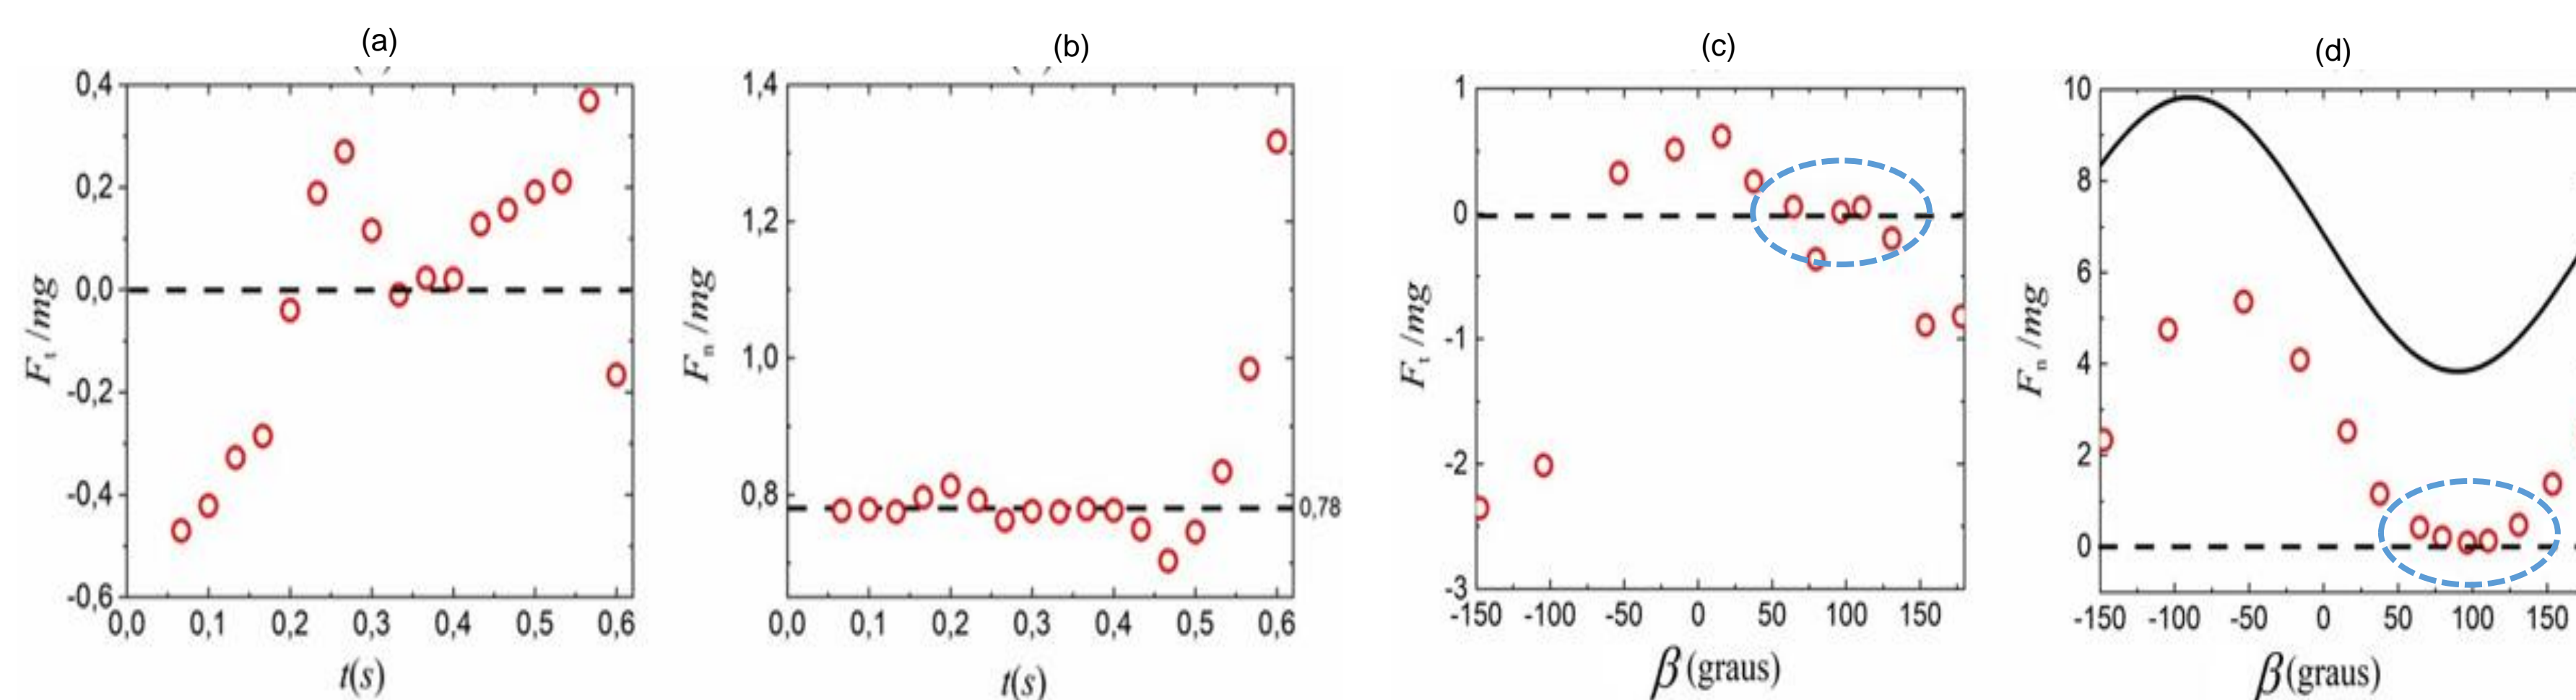 (a)
0,4
0,2
0,0
-0,2
-0,4
-0,6
0,0 0,1 0,2 0,3 0,4 0,5 0,6
F_t /mg
t(s)
(b)
1,4
1,2
1,0
0,8
0,78
0,0 0,1 0,2 0,3 0,4 0,5 0,6
F_n /mg
t(s)
(c)
1
0
-1
-2
-3
-150 -100 -50 0 50 100 150
F_t /mg
β (graus)
(d)
10
8
6
4
2
0
-150 -100 -50 0 50 100 150
F_n /mg
β (graus)